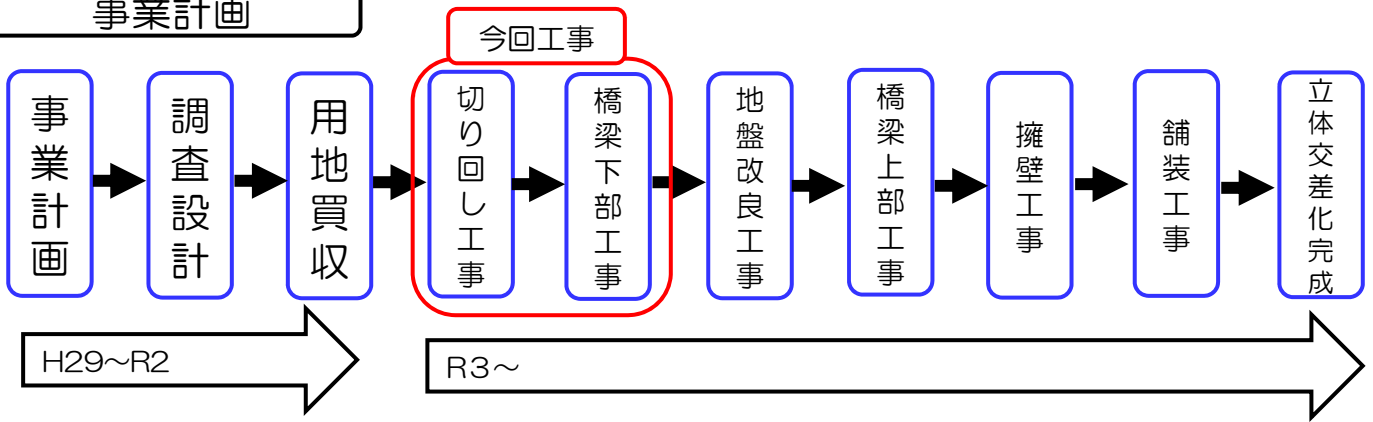 事業計画
今回工事
事業計画
調査設計
用地買収
切り回し工事
橋梁下部工事
地盤改良工事
橋梁上部工事
擁壁工事
舗装工事
立体交差化完成
H29～R2
R3～